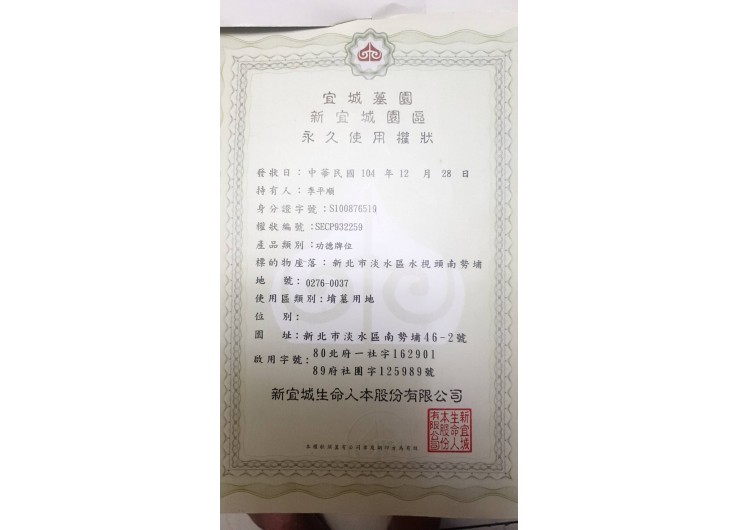 宜城墓園
新宜城園區
永久使用權狀
發狀日：中華民國 104 年 12 月 28 日
持有人：李平順
身分證字號：S100876519
權狀編號：SECP932259
產品類別：功德牌位
標的物座落：新北市淡水區水梘頭南勢埔
地 號：0276-0037
使用區類別：墳墓用地
位 別：
園 址：新北市淡水區南勢埔46-2號
啟用字號：80北府一社字162901
89府社團字125989號
新宜城生命人本股份有限公司
新宜城
生命人
本股份
有限公司